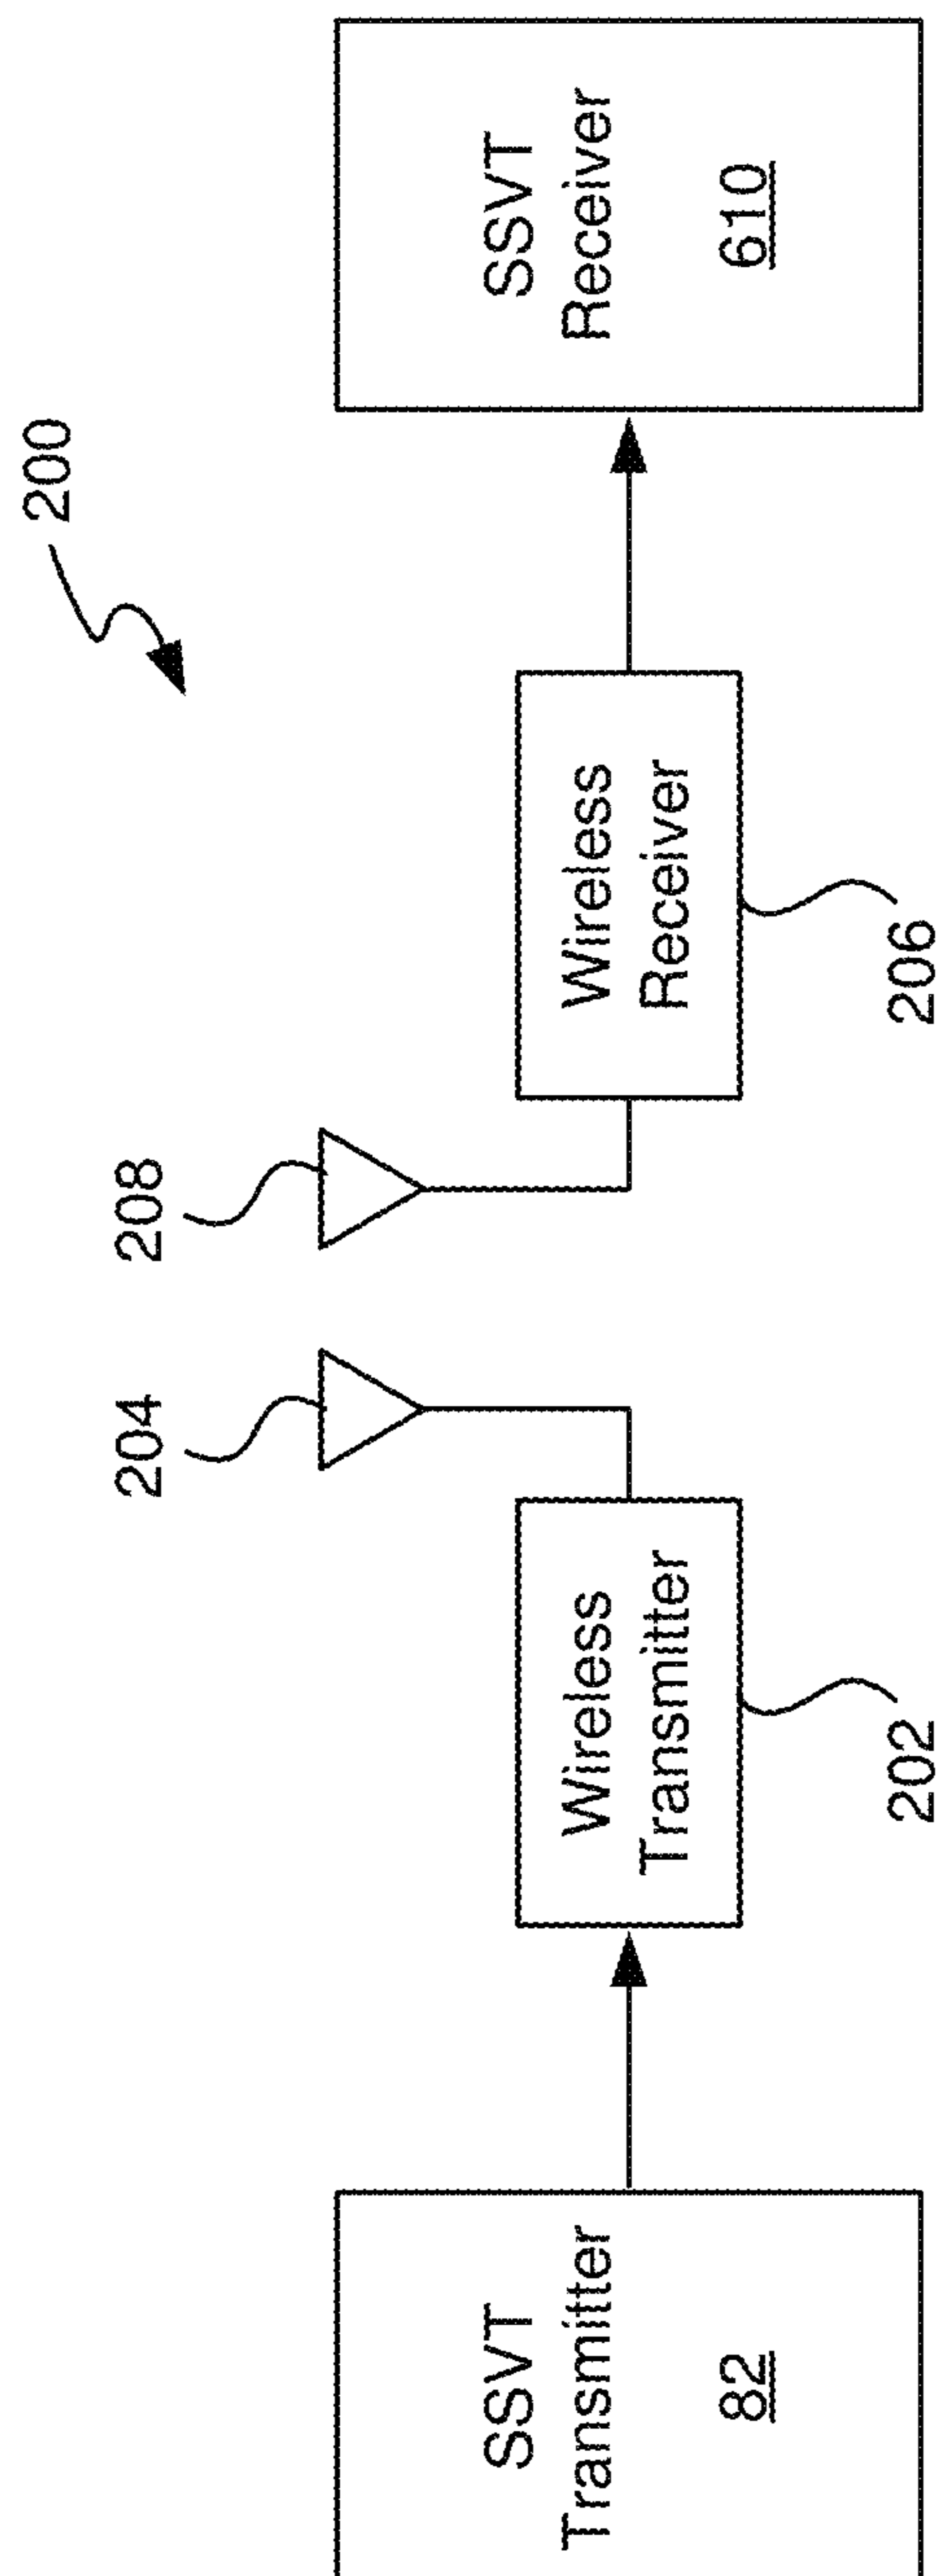 200
204
208
SSVT
Transmitter
82
Wireless
Transmitter
Wireless
Receiver
SSVT
Receiver
610
202
206